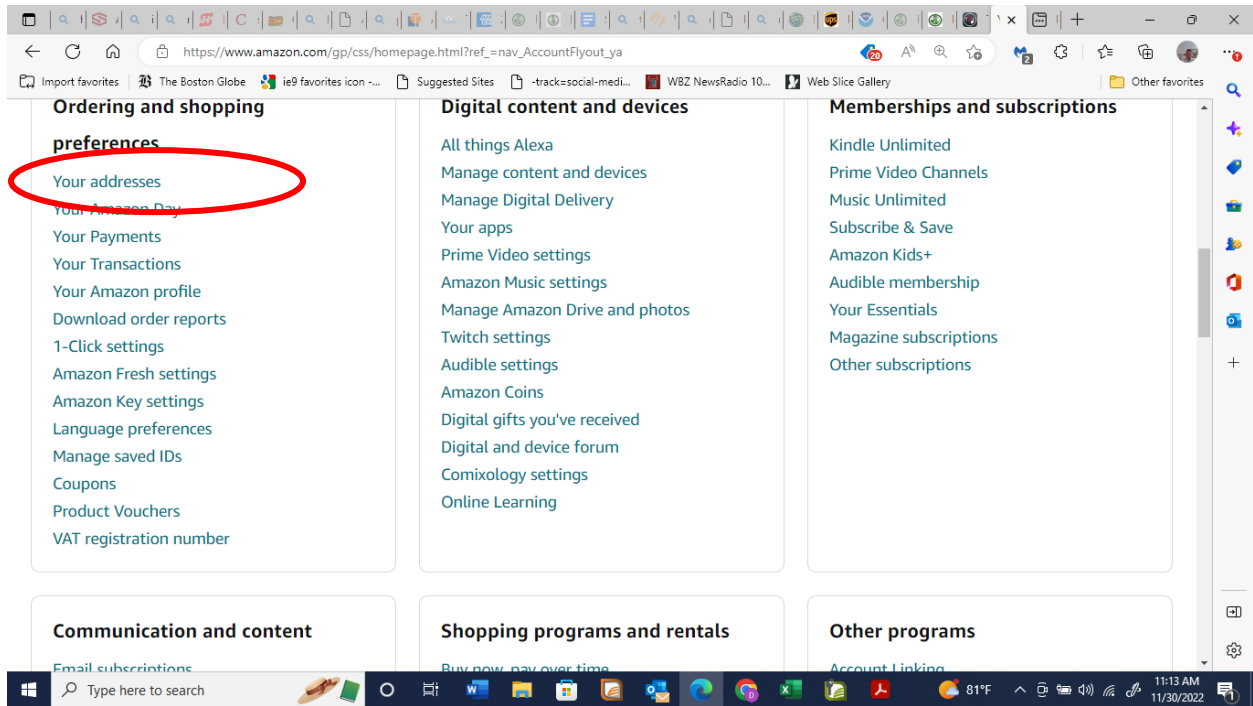 https://www.amazon.com/gp/css/homepage.html?ref_=nav_AccountFlyout_ya
20
2
Import favorites
The Boston Globe
ie9 favorites icon -...
Suggested Sites
-track=social-medi...
WBZ NewsRadio 10...
Web Slice Gallery
Other favorites
Ordering and shopping
preferences
Your addresses
Your Amazon Day
Your Payments
Your Transactions
Your Amazon profile
Download order reports
1-Click settings
Amazon Fresh settings
Amazon Key settings
Language preferences
Manage saved IDs
Coupons
Product Vouchers
VAT registration number
Digital content and devices
All things Alexa
Manage content and devices
Manage Digital Delivery
Your apps
Prime Video settings
Amazon Music settings
Manage Amazon Drive and photos
Twitch settings
Audible settings
Amazon Coins
Digital gifts you've received
Digital and device forum
Comixology settings
Online Learning
Memberships and subscriptions
Kindle Unlimited
Prime Video Channels
Music Unlimited
Subscribe & Save
Amazon Kids+
Audible membership
Your Essentials
Magazine subscriptions
Other subscriptions
Communication and content
Email subscriptions
Shopping programs and rentals
Buy now, pay over time
Other programs
Account Linking
Type here to search
81°F
11:13 AM
11/30/2022